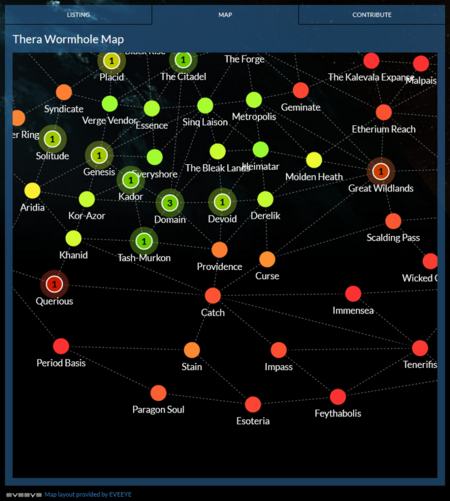 LISTING
MAP
CONTRIBUTE
Thera Wormhole Map
Black Rise
1
Placid
1
The Citadel
The Forge
The Kalevala Expanse
Malpais
Syndicate
Verge Vendor
Essence
Sinq Laison
Metropolis
Geminate
Etherium Reach
er Ring
1
Solitude
1
Genesis
Everyshore
The Bleak Lands
Heimatar
Molden Heath
1
Great Wildlands
1
Kador
Aridia
Kor-Azor
3
Domain
1
Devoid
Derelik
Scalding Pass
Khanid
1
Tash-Murkon
Providence
Curse
Wicked C
1
Querious
Catch
Immensea
Period Basis
Stain
Impass
Tenerifis
Paragon Soul
Esoteria
Feythabolis
EVEEYE
Map layout provided by EVEEYE